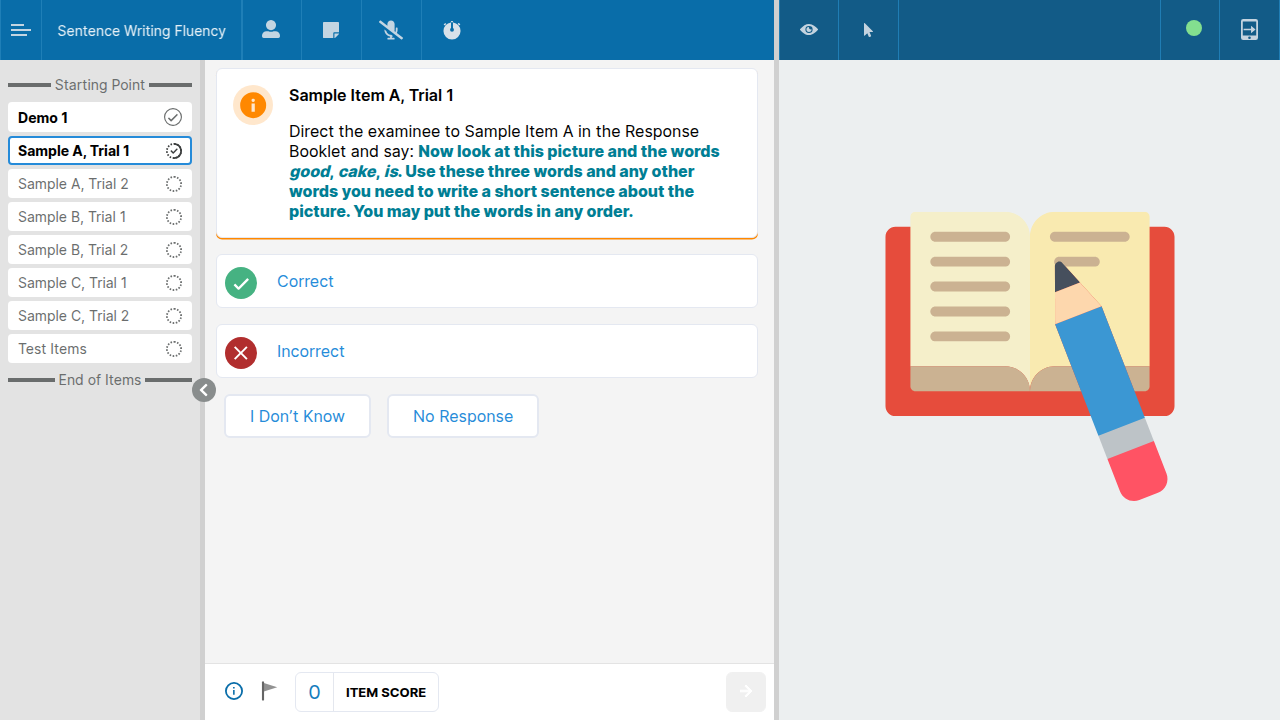 Sentence Writing Fluency
Starting Point
Demo 1
Sample A, Trial 1
Sample A, Trial 2
Sample B, Trial 1
Sample B, Trial 2
Sample C, Trial 1
Sample C, Trial 2
Test Items
End of Items
Sample Item A, Trial 1
Direct the examinee to Sample Item A in the Response
Booklet and say: Now look at this picture and the words
good, cake, is. Use these three words and any other
words you need to write a short sentence about the
picture. You may put the words in any order.
Correct
Incorrect
I Don’t Know
No Response
0
ITEM SCORE